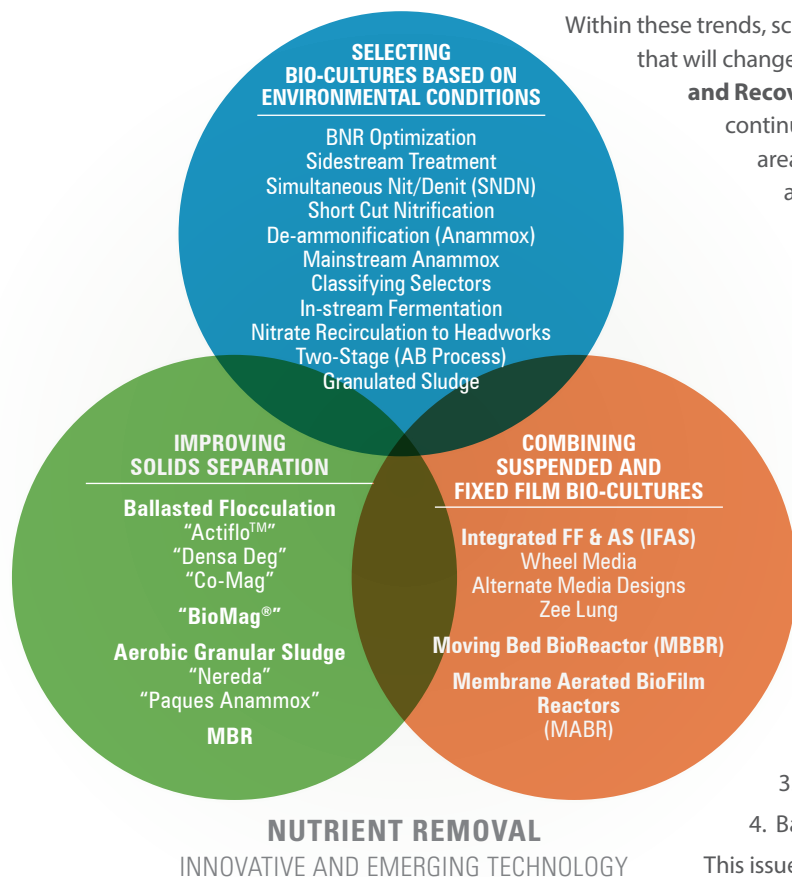 Within these trends, sc
that will change
and Recov
continu
area
a
SELECTING
BIO-CULTURES BASED ON
ENVIRONMENTAL CONDITIONS
BNR Optimization
Sidestream Treatment
Simultaneous Nit/Denit (SNDN)
Short Cut Nitrification
De-ammonification (Anammox)
Mainstream Anammox
Classifying Selectors
In-stream Fermentation
Nitrate Recirculation to Headworks
Two-Stage (AB Process)
Granulated Sludge
IMPROVING
SOLIDS SEPARATION
Ballasted Flocculation
“Actiflo™”
“Densa Deg”
“Co-Mag”
“BioMag®”
Aerobic Granular Sludge
“Nereda”
“Paques Anammox”
MBR
COMBINING
SUSPENDED AND
FIXED FILM BIO-CULTURES
Integrated FF & AS (IFAS)
Wheel Media
Alternate Media Designs
Zee Lung
Moving Bed BioReactor (MBBR)
Membrane Aerated BioFilm
Reactors
(MABR)
3
4. Ba
This issue
NUTRIENT REMOVAL
INNOVATIVE AND EMERGING TECHNOLOGY